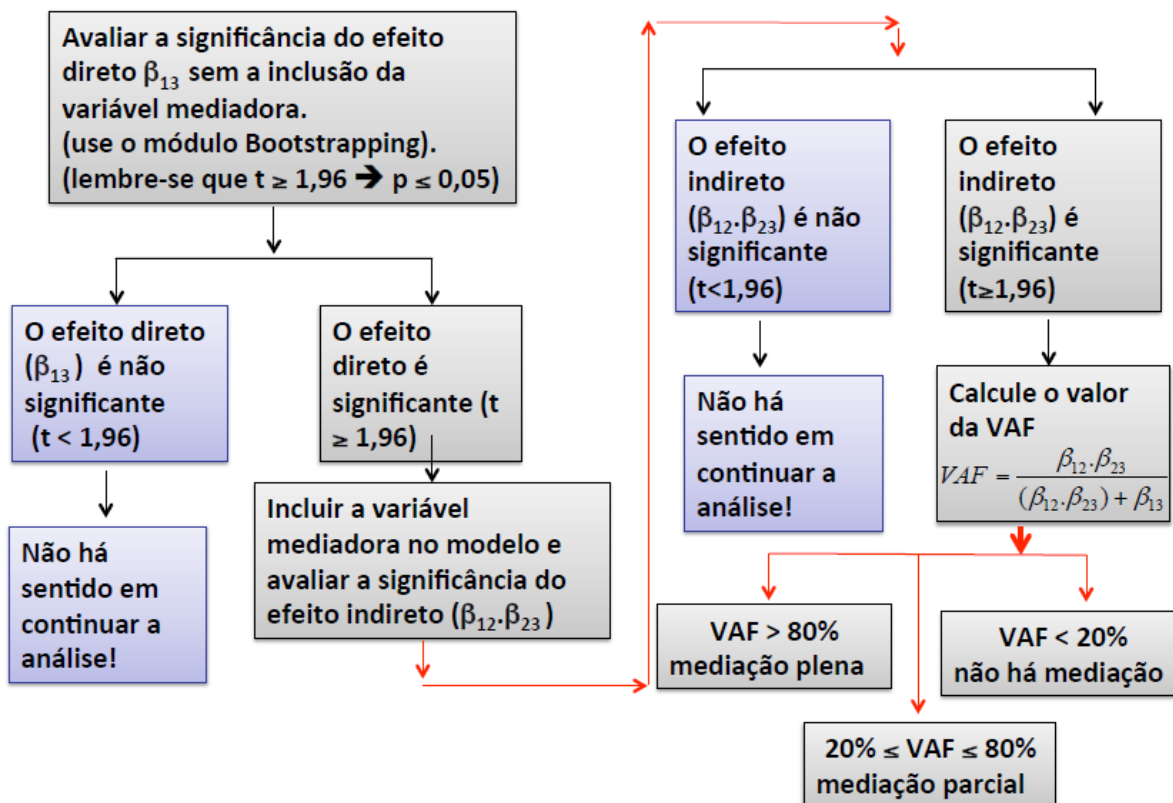 Avaliar a significância do efeito
direto β₁₃ sem a inclusão da
variável mediadora.
(use o módulo Bootstrapping).
(lembre-se que t ≥ 1,96 ➔ p ≤ 0,05)
O efeito direto
(β₁₃) é não
significante
(t < 1,96)
O efeito
direto é
significante (t
≥ 1,96)
Não há
sentido em
continuar a
análise!
Incluir a variável
mediadora no modelo e
avaliar a significância do
efeito indireto (β₁₂.β₂₃)
O efeito
indireto
(β₁₂.β₂₃) é não
significante
(t<1,96)
O efeito
indireto
(β₁₂.β₂₃) é
significante
(t≥1,96)
Não há
sentido em
continuar a
análise!
Calcule o valor
da VAF
VAF = β₁₂.β₂₃ / (β₁₂.β₂₃) + β₁₃
VAF > 80%
mediação plena
VAF < 20%
não há mediação
20% ≤ VAF ≤ 80%
mediação parcial